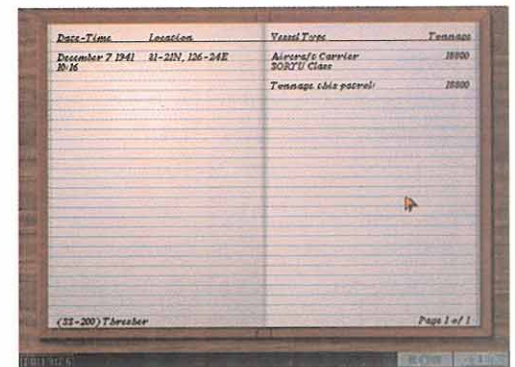 Date-Time Location Vessel Type Tonnage
December 7 1941 31-21N, 126-24E Aircraft Carrier 18800
10:16 SORYU Class
Tonnage this patrol: 18800
(SS-200) Thresher Page 1 of 1